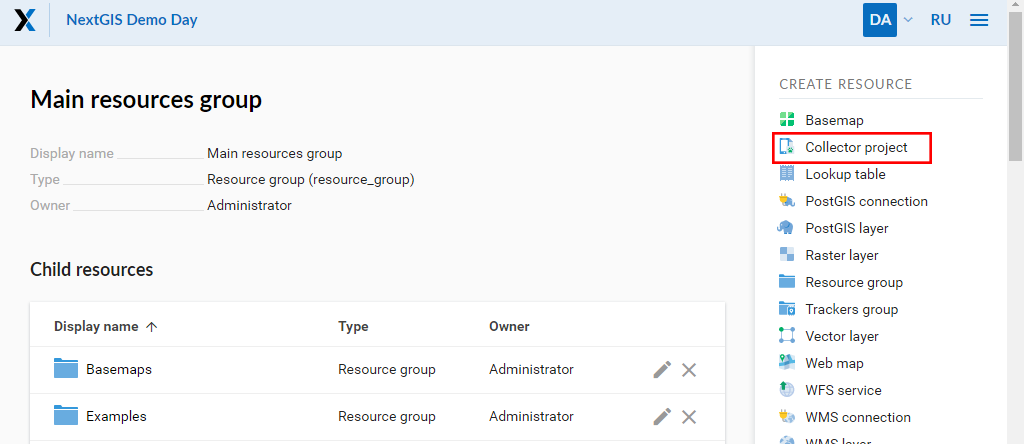 NextGIS Demo Day
DA
RU
Main resources group
Display name Main resources group
Type Resource group (resource_group)
Owner Administrator
Child resources
Display name Type Owner
Basemaps Resource group Administrator
Examples Resource group Administrator
CREATE RESOURCE
Basemap
Collector project
Lookup table
PostGIS connection
PostGIS layer
Raster layer
Resource group
Trackers group
Vector layer
Web map
WFS service
WMS connection
WMS layer